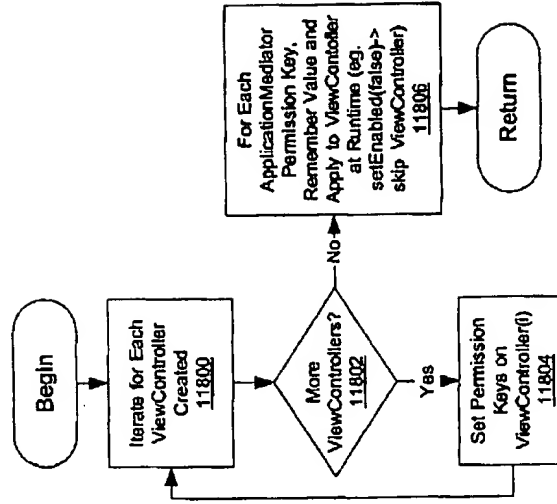 BegIn
Iterate for Each
ViewController
Created
11800
More
ViewControllers?
11802
Yes
Set Permission
Keys on
ViewController(i)
11804
No
For Each
ApplicationMediator
Permission Key,
Remember Value and
Apply to ViewContoller
at Runtime (eg.
setEnabled(false)->
skip ViewController)
11806
Return